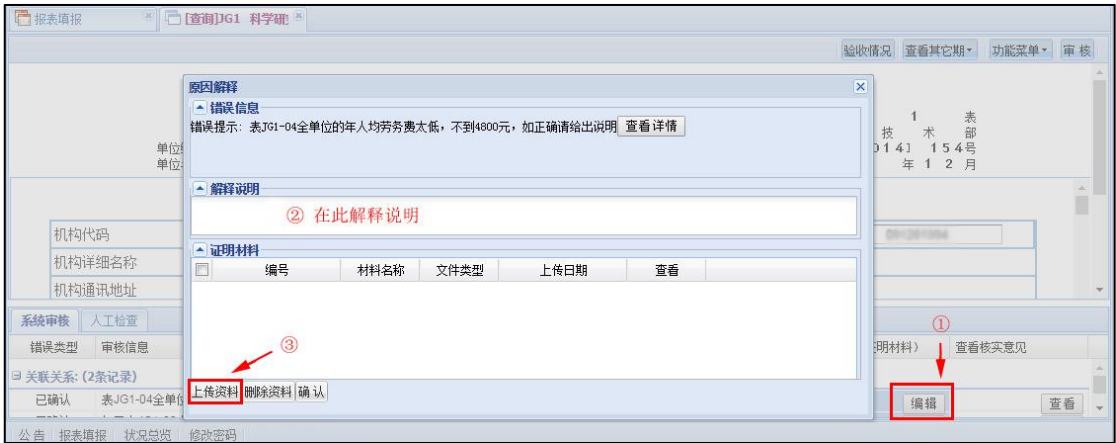 报表填报 [查询]JG1 科学研
验收情况 查看其它期 功能菜单 审 核
原因解释
错误信息
错误提示：表JG1-04全单位的年人均劳务费太低，不到4800元，如正确请给出说明 查看详情
1 表
技 术 部
014〕 154号
年 1 2 月
单位
单位
解释说明
② 在此解释说明
机构代码
机构详细名称
机构通讯地址
证明材料
编号 材料名称 文件类型 上传日期 查看
系统审核 人工检查
①
错误类型 审核信息 明材料） 查看核实意见
③
关联关系: (2条记录)
上传资料 删除资料 确 认
已确认 表JG1-04全单位 编辑 查看
公 告 报表填报 状况总览 修改密码